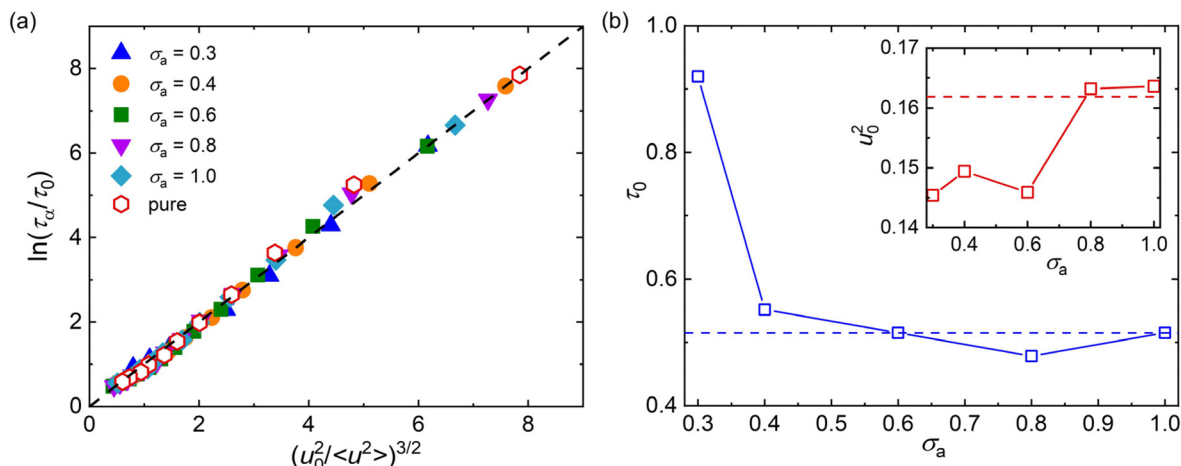 (a)
ln(τα/τ0)
8
6
4
2
0
σa = 0.3
σa = 0.4
σa = 0.6
σa = 0.8
σa = 1.0
pure
0 2 4 6 8
(u0²/<u²>)³/²
(b)
τ0
1.0
0.8
0.6
0.4
0.3 0.4 0.5 0.6 0.7 0.8 0.9 1.0
σa
u0²
0.17
0.16
0.15
0.14
0.4 0.6 0.8 1.0
σa